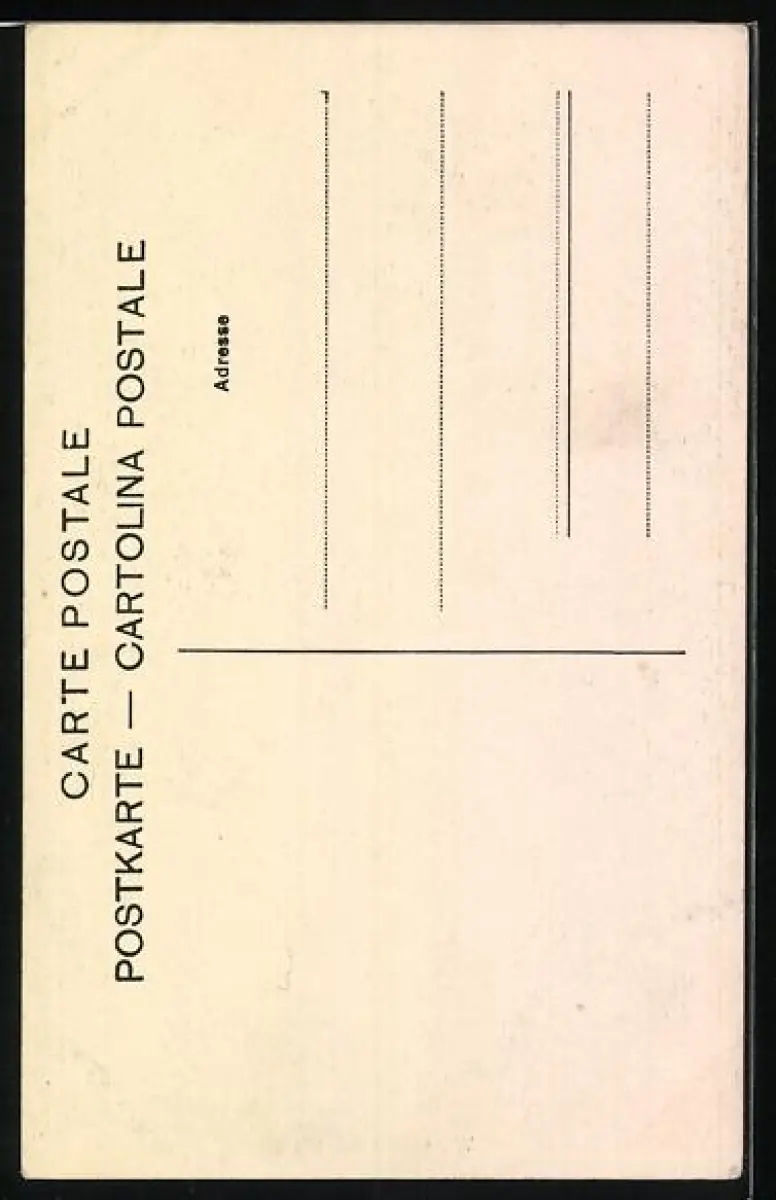 CARTE POSTALE
POSTKARTE — CARTOLINA POSTALE
Adresse